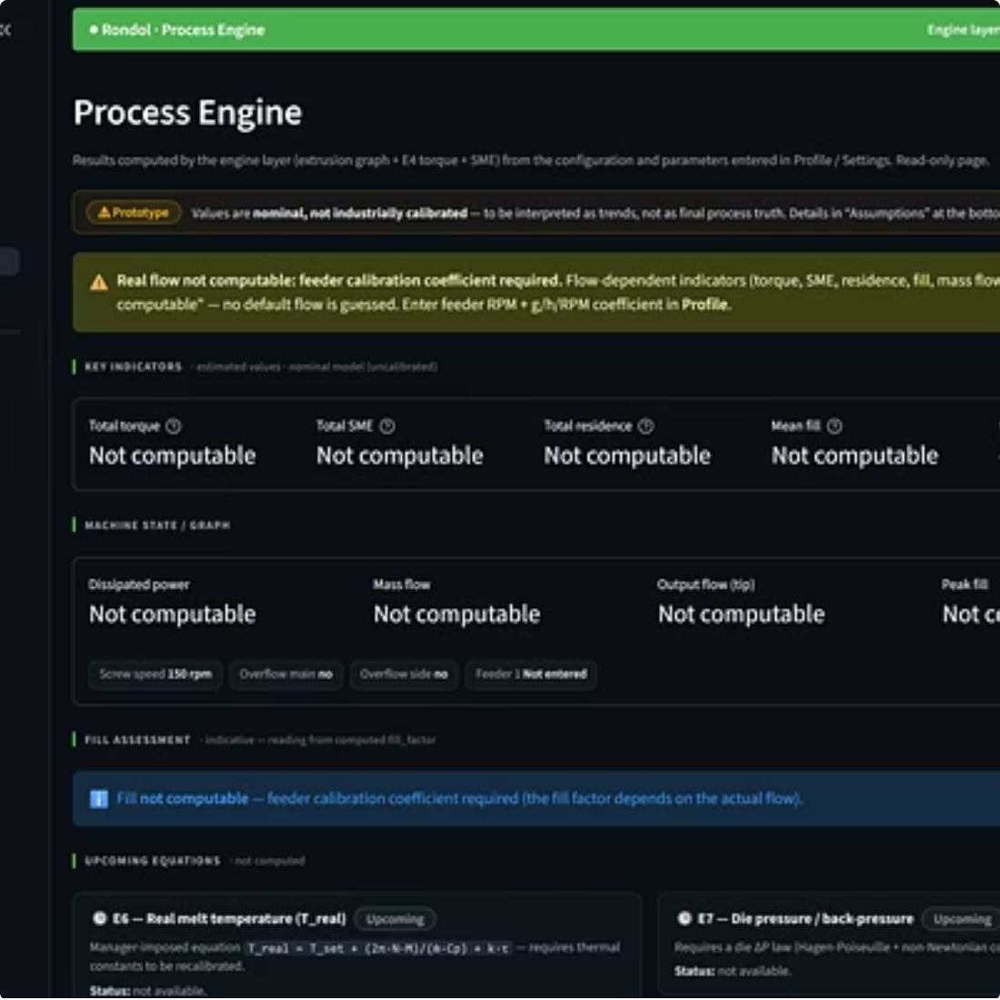 Rondol · Process Engine
Engine layer
Process Engine
Results computed by the engine layer (extrusion graph + E4 torque + SME) from the configuration and parameters entered in Profile / Settings. Read-only page.
Prototype Values are nominal, not industrially calibrated — to be interpreted as trends, not as final process truth. Details in "Assumptions" at the botto
Real flow not computable: feeder calibration coefficient required. Flow-dependent indicators (torque, SME, residence, fill, mass flow
computable" — no default flow is guessed. Enter feeder RPM + g/h/RPM coefficient in Profile.
KEY INDICATORS · estimated values · nominal model (uncalibrated)
Total torque
Total SME
Total residence
Mean fill
Not computable
Not computable
Not computable
Not computable
MACHINE STATE / GRAPH
Dissipated power
Mass flow
Output flow (tip)
Peak fill
Not computable
Not computable
Not computable
Not c
Screw speed 150 rpm
Overflow main no
Overflow side no
Feeder 1 Not entered
FILL ASSESSMENT · indicative — reading from computed fill_factor
Fill not computable — feeder calibration coefficient required (the fill factor depends on the actual flow).
UPCOMING EQUATIONS · not computed
E6 — Real melt temperature (T_real) Upcoming
Manager-imposed equation T_real = T_set + (2π·N·M)/(ṁ·Cp) + k·τ — requires thermal
constants to be recalibrated.
Status: not available.
E7 — Die pressure / back-pressure Upcoming
Requires a die ΔP law (Hagen-Poiseuille + non-Newtonian co
Status: not available.